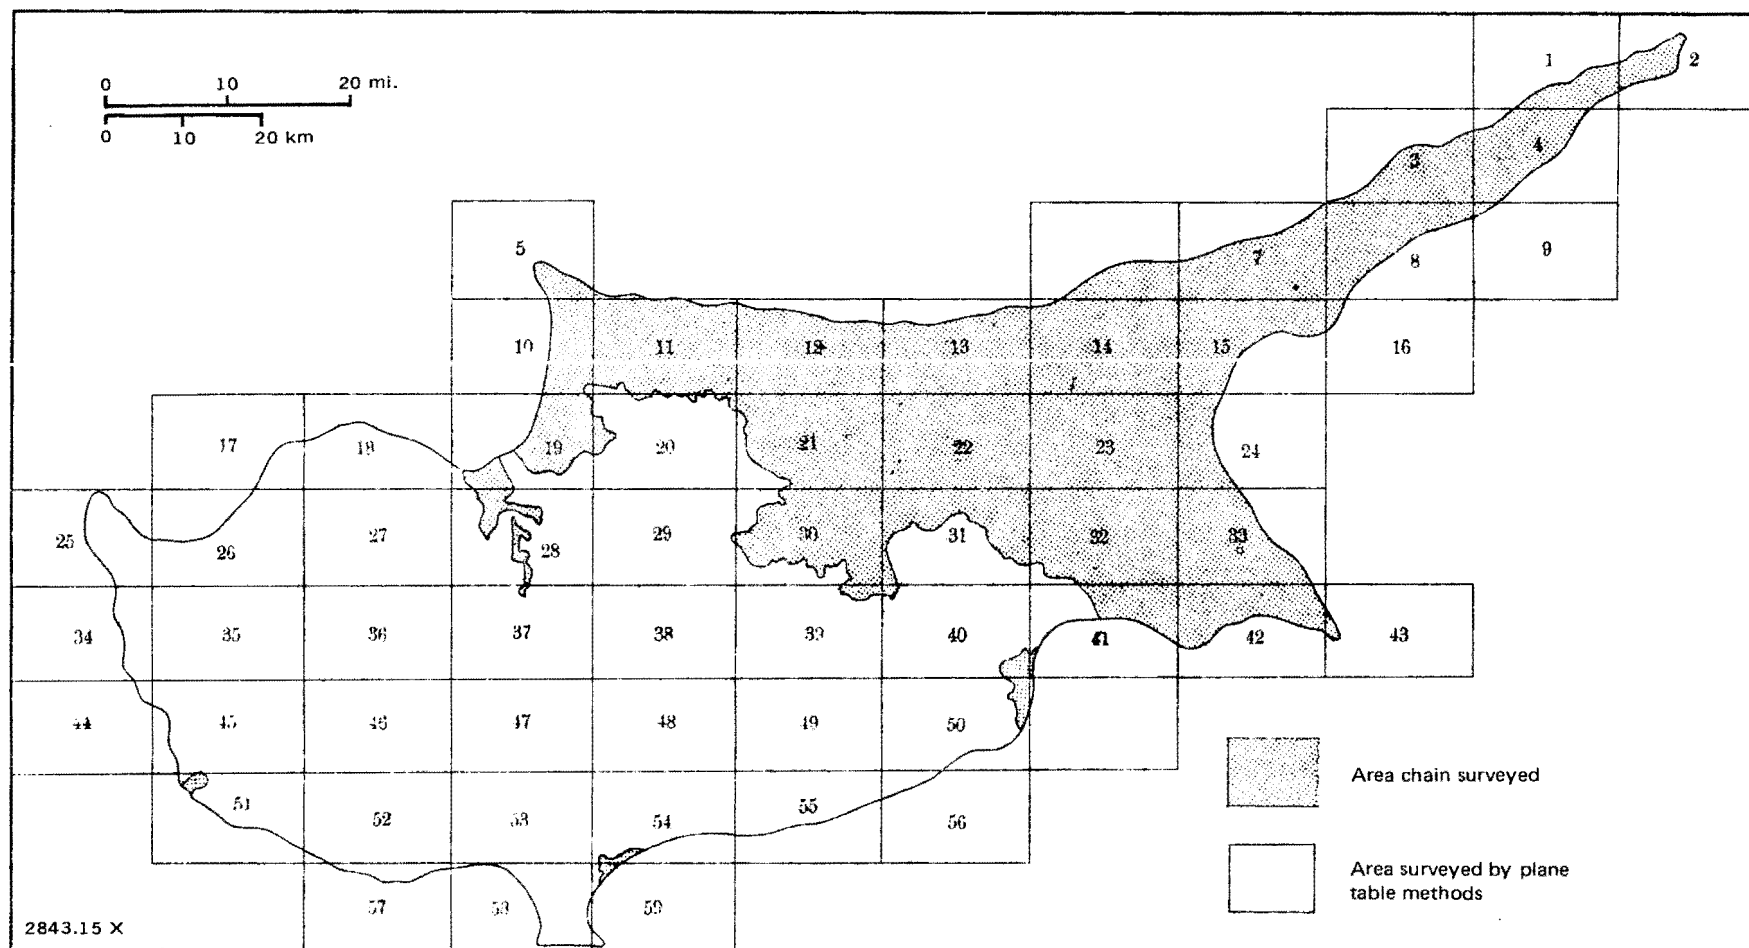 0 10 20 mi.
0 10 20 km
1 2
3 4
5 7 8 9
10 11 12 13 14 15 16
17 18 19 20 21 22 23 24
25 26 27 28 29 30 31 32 33
34 35 36 37 38 39 40 41 42 43
44 45 46 47 48 49 50
Area chain surveyed
51 52 53 54 55 56
Area surveyed by plane
table methods
57 58 59
2843.15 X